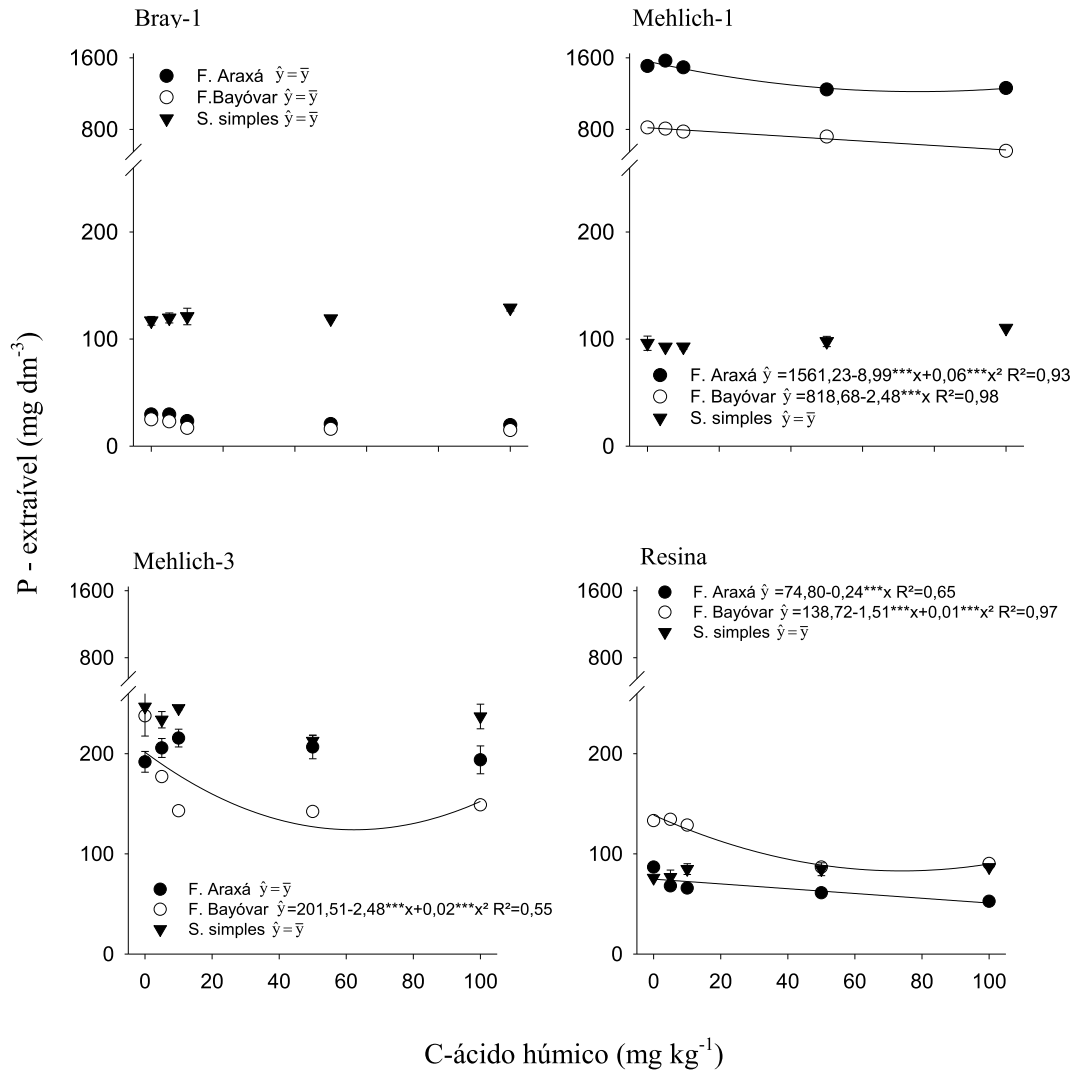 Bray-1
1600
800
200
100
0
F. Araxá ŷ = ȳ
F.Bayóvar ŷ = ȳ
S. simples ŷ = ȳ
Mehlich-1
1600
800
200
100
0
F. Araxá ŷ =1561,23-8,99***x+0,06***x² R²=0,93
F. Bayóvar ŷ =818,68-2,48***x R²=0,98
S. simples ŷ = ȳ
P - extraível (mg dm⁻³)
Mehlich-3
1600
800
200
100
0
F. Araxá ŷ = ȳ
F. Bayóvar ŷ=201,51-2,48***x+0,02***x² R²=0,55
S. simples ŷ = ȳ
0 20 40 60 80 100
Resina
1600
800
200
100
0
F. Araxá ŷ =74,80-0,24***x R²=0,65
F. Bayóvar ŷ =138,72-1,51***x+0,01***x² R²=0,97
S. simples ŷ = ȳ
0 20 40 60 80 100
C-ácido húmico (mg kg⁻¹)